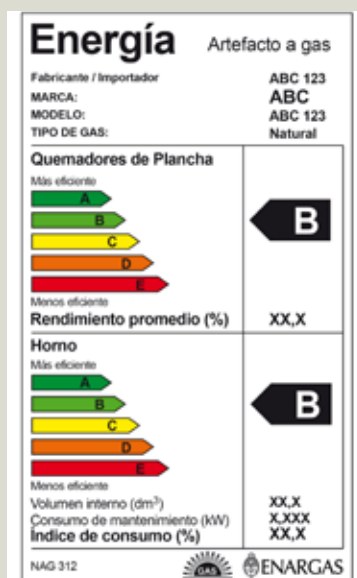 Energía Artefacto a gas
Fabricante / Importador ABC 123
MARCA: ABC
MODELO: ABC 123
TIPO DE GAS: Natural
Quemadores de Plancha
Más eficiente
A
B B
C
D
E
Menos eficiente
Rendimiento promedio (%) XX,X
Horno
Más eficiente
A
B B
C
D
E
Menos eficiente
Volumen interno (dm³) XX,X
Consumo de mantenimiento (kW) X,XXX
Índice de consumo (%) XX,X
NAG 312 GAS ENARGAS